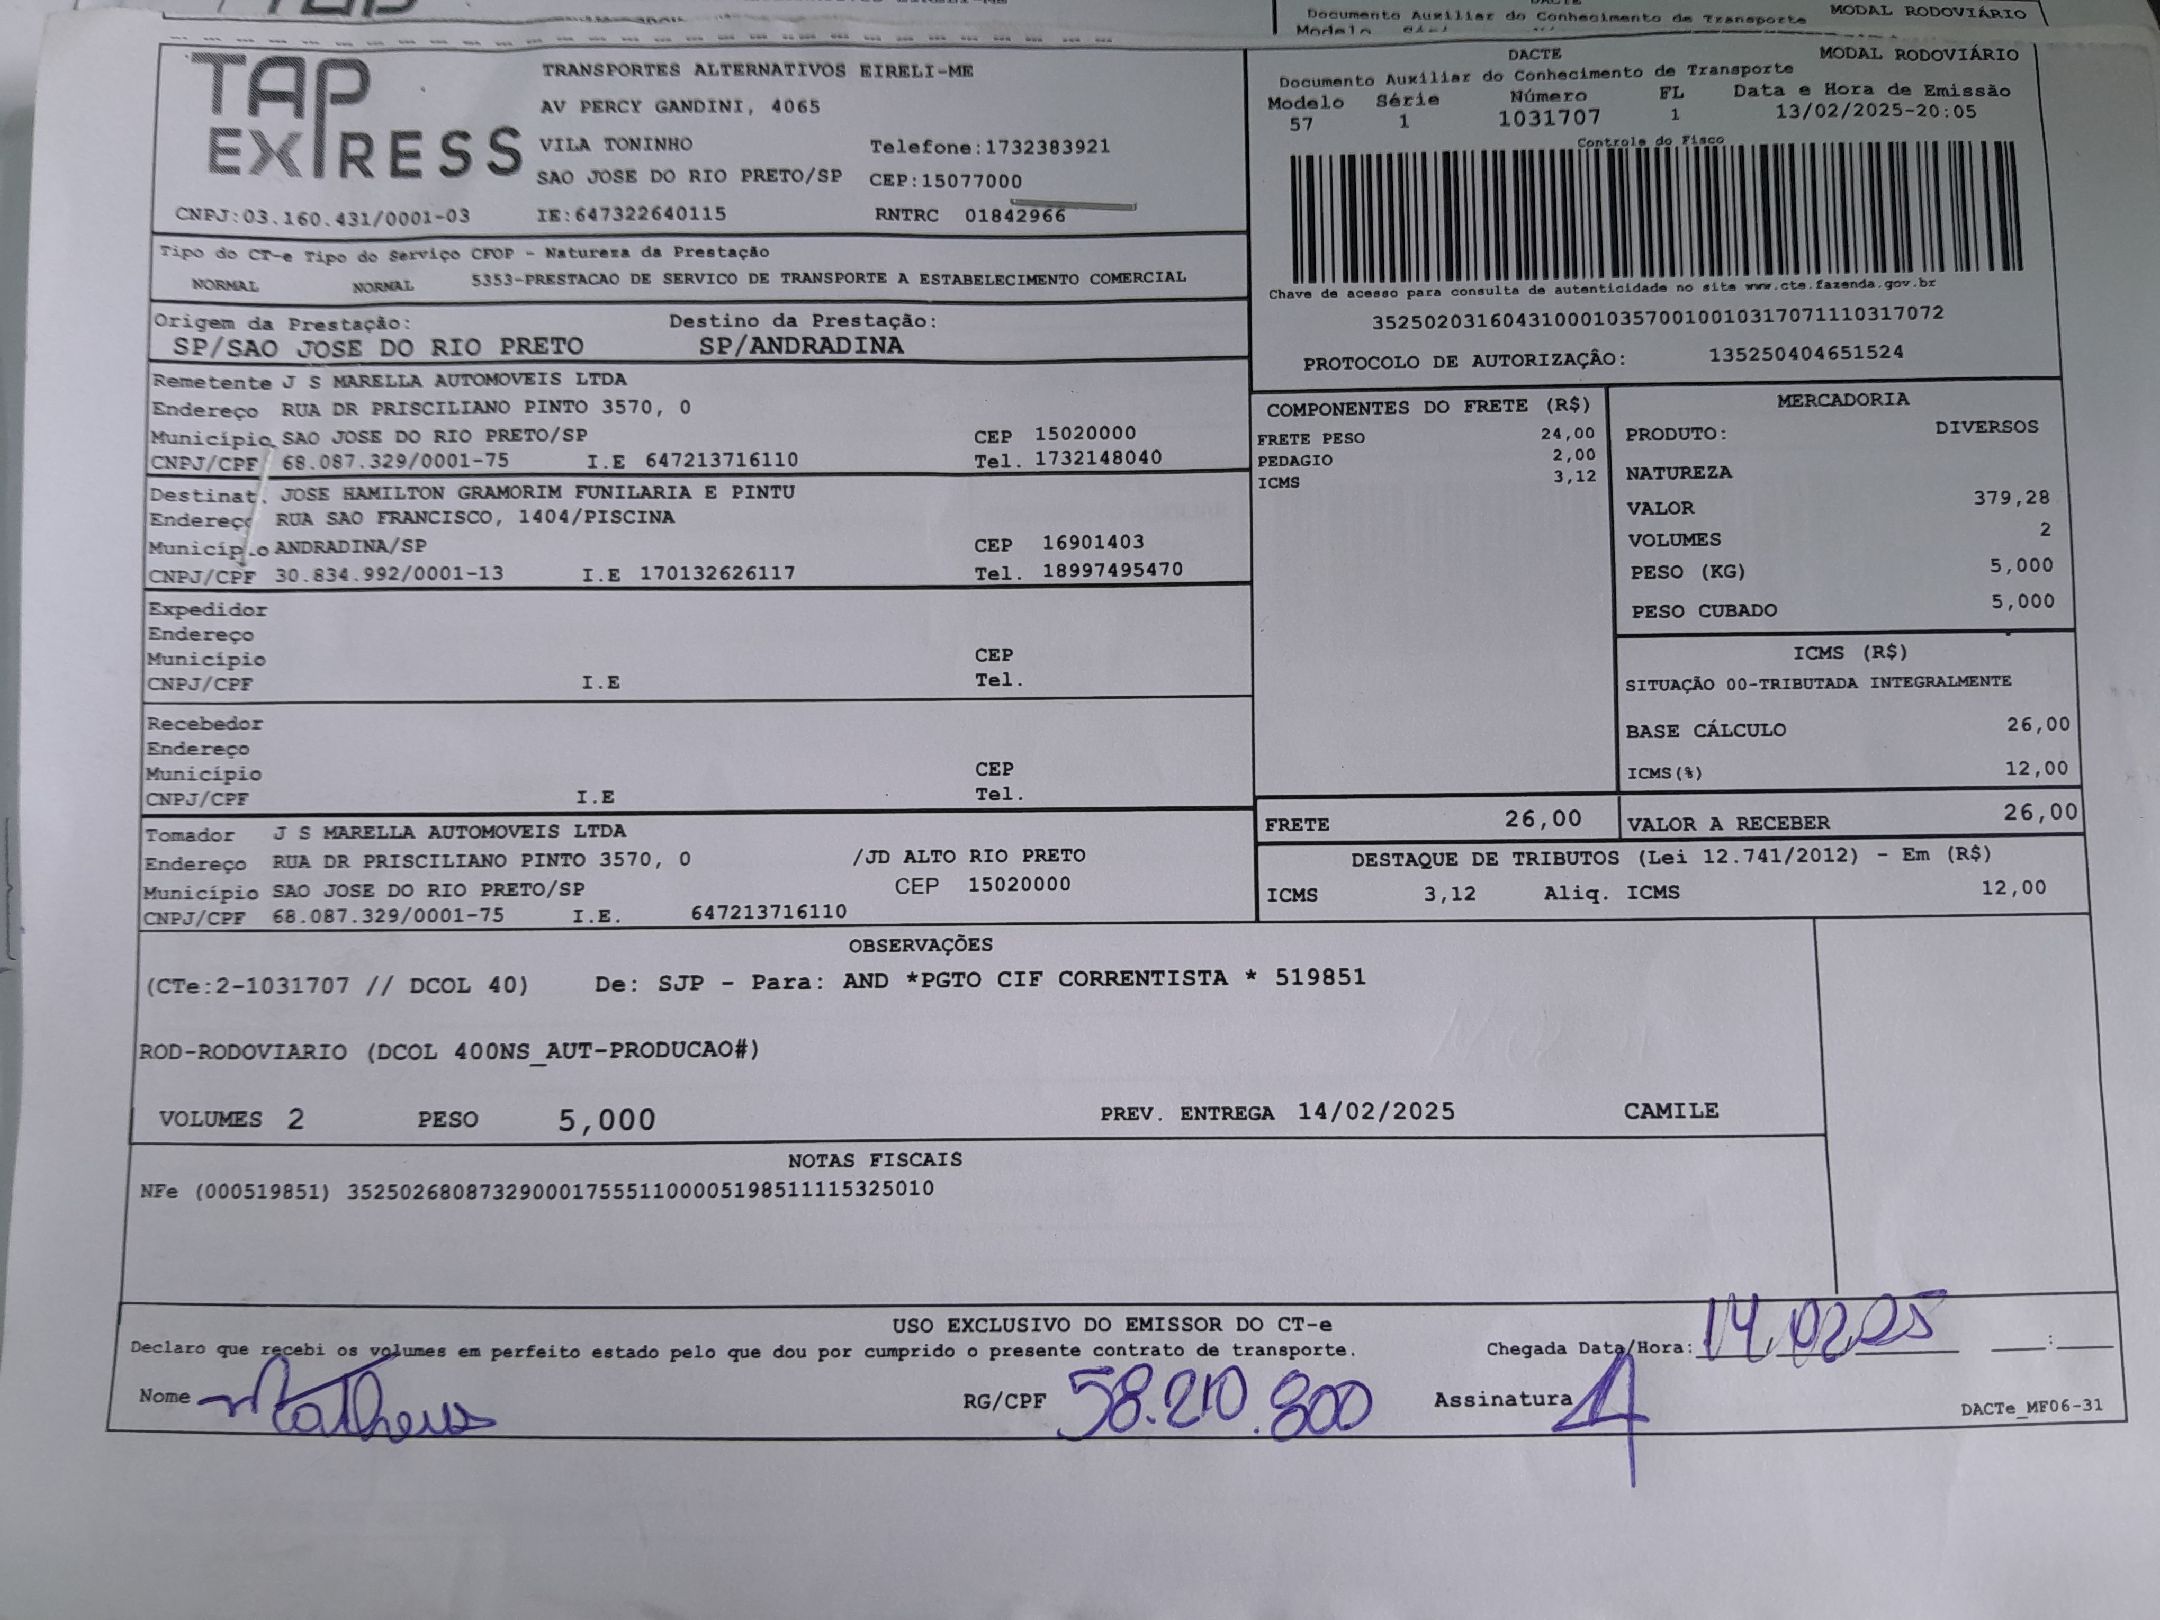 Documento Auxiliar do Conhecimento de Transporte MODAL RODOVIÁRIO
TAP EXPRESS
TRANSPORTES ALTERNATIVOS EIRELI-ME
AV PERCY GANDINI, 4065
VILA TONINHO Telefone:1732383921
SAO JOSE DO RIO PRETO/SP CEP:15077000
CNPJ:03.160.431/0001-03 IE:647322640115 RNTRC 01842966
DACTE MODAL RODOVIÁRIO
Documento Auxiliar do Conhecimento de Transporte
Modelo Série Número FL Data e Hora de Emissão
57 1 1031707 1 13/02/2025-20:05
Controle do Fisco
Chave de acesso para consulta de autenticidade no site www.cte.fazenda.gov.br
35250203160431000103570010010317071110317072
PROTOCOLO DE AUTORIZAÇÃO: 135250404651524
Tipo do CT-e Tipo do Serviço CFOP - Natureza da Prestação
NORMAL NORMAL 5353-PRESTACAO DE SERVICO DE TRANSPORTE A ESTABELECIMENTO COMERCIAL
Origem da Prestação: Destino da Prestação:
SP/SAO JOSE DO RIO PRETO SP/ANDRADINA
Remetente J S MARELLA AUTOMOVEIS LTDA
Endereço RUA DR PRISCILIANO PINTO 3570, 0
Município SAO JOSE DO RIO PRETO/SP CEP 15020000
CNPJ/CPF 68.087.329/0001-75 I.E 647213716110 Tel. 1732148040
Destinat. JOSE HAMILTON GRAMORIM FUNILARIA E PINTU
Endereço RUA SAO FRANCISCO, 1404/PISCINA
Município ANDRADINA/SP CEP 16901403
CNPJ/CPF 30.834.992/0001-13 I.E 170132626117 Tel. 18997495470
Expedidor
Endereço
Município CEP
CNPJ/CPF I.E Tel.
Recebedor
Endereço
Município CEP
CNPJ/CPF I.E Tel.
Tomador J S MARELLA AUTOMOVEIS LTDA
Endereço RUA DR PRISCILIANO PINTO 3570, 0 /JD ALTO RIO PRETO
Município SAO JOSE DO RIO PRETO/SP CEP 15020000
CNPJ/CPF 68.087.329/0001-75 I.E. 647213716110
COMPONENTES DO FRETE (R$)
FRETE PESO 24,00
PEDAGIO 2,00
ICMS 3,12
MERCADORIA
PRODUTO: DIVERSOS
NATUREZA
VALOR 379,28
VOLUMES 2
PESO (KG) 5,000
PESO CUBADO 5,000
ICMS (R$)
SITUAÇÃO 00-TRIBUTADA INTEGRALMENTE
BASE CÁLCULO 26,00
ICMS(%) 12,00
FRETE 26,00 VALOR A RECEBER 26,00
DESTAQUE DE TRIBUTOS (Lei 12.741/2012) - Em (R$)
ICMS 3,12 Aliq. ICMS 12,00
OBSERVAÇÕES
(CTe:2-1031707 // DCOL 40) De: SJP - Para: AND *PGTO CIF CORRENTISTA * 519851
ROD-RODOVIARIO (DCOL 400NS_AUT-PRODUCAO#)
VOLUMES 2 PESO 5,000 PREV. ENTREGA 14/02/2025 CAMILE
NOTAS FISCAIS
NFe (000519851) 35250268087329000175551100005198511115325010
USO EXCLUSIVO DO EMISSOR DO CT-e
Declaro que recebi os volumes em perfeito estado pelo que dou por cumprido o presente contrato de transporte. Chegada Data/Hora: 14.02.25 :
Nome Matheus RG/CPF 58.210.800 Assinatura
DACTe_MF06-31